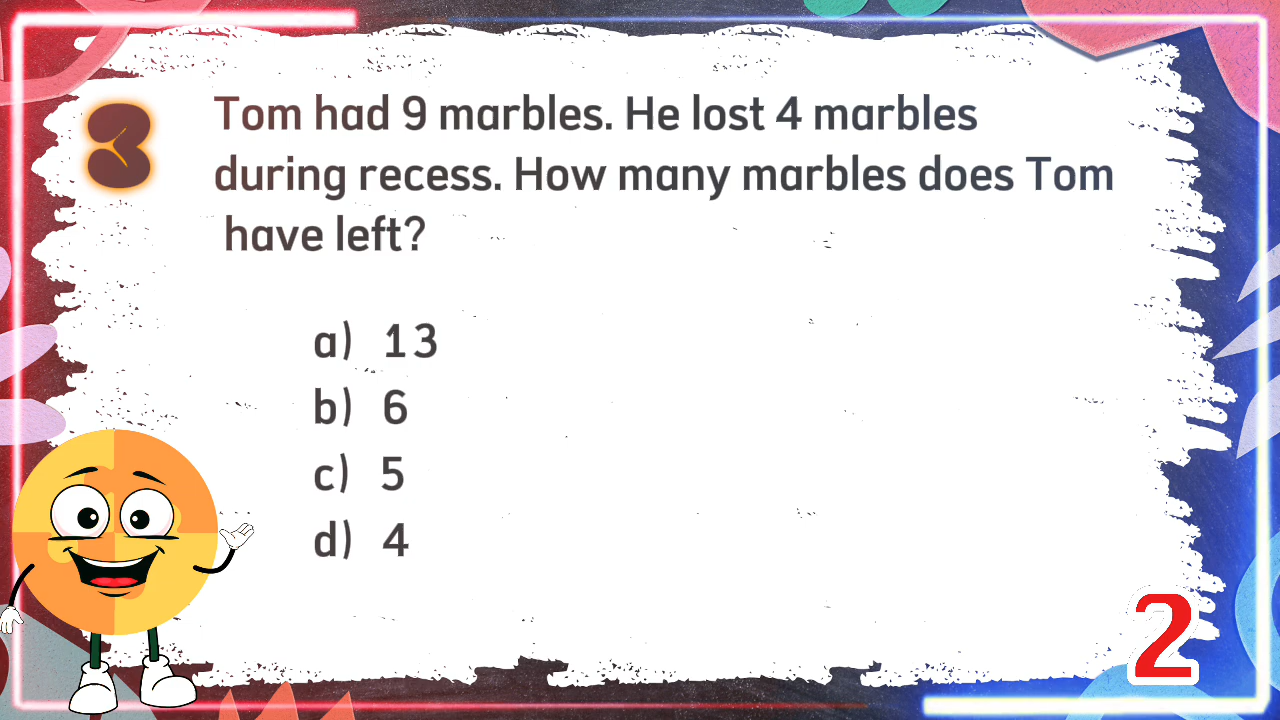 8
Tom had 9 marbles. He lost 4 marbles
during recess. How many marbles does Tom
have left?
a) 13
b) 6
c) 5
d) 4
2